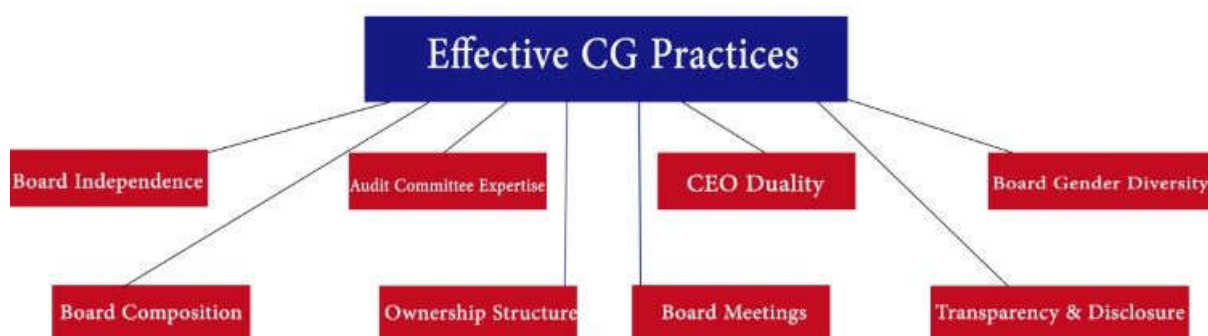 Effective CG Practices
Board Independence
Audit Committee Expertise
CEO Duality
Board Gender Diversity
Board Composition
Ownership Structure
Board Meetings
Transparency & Disclosure